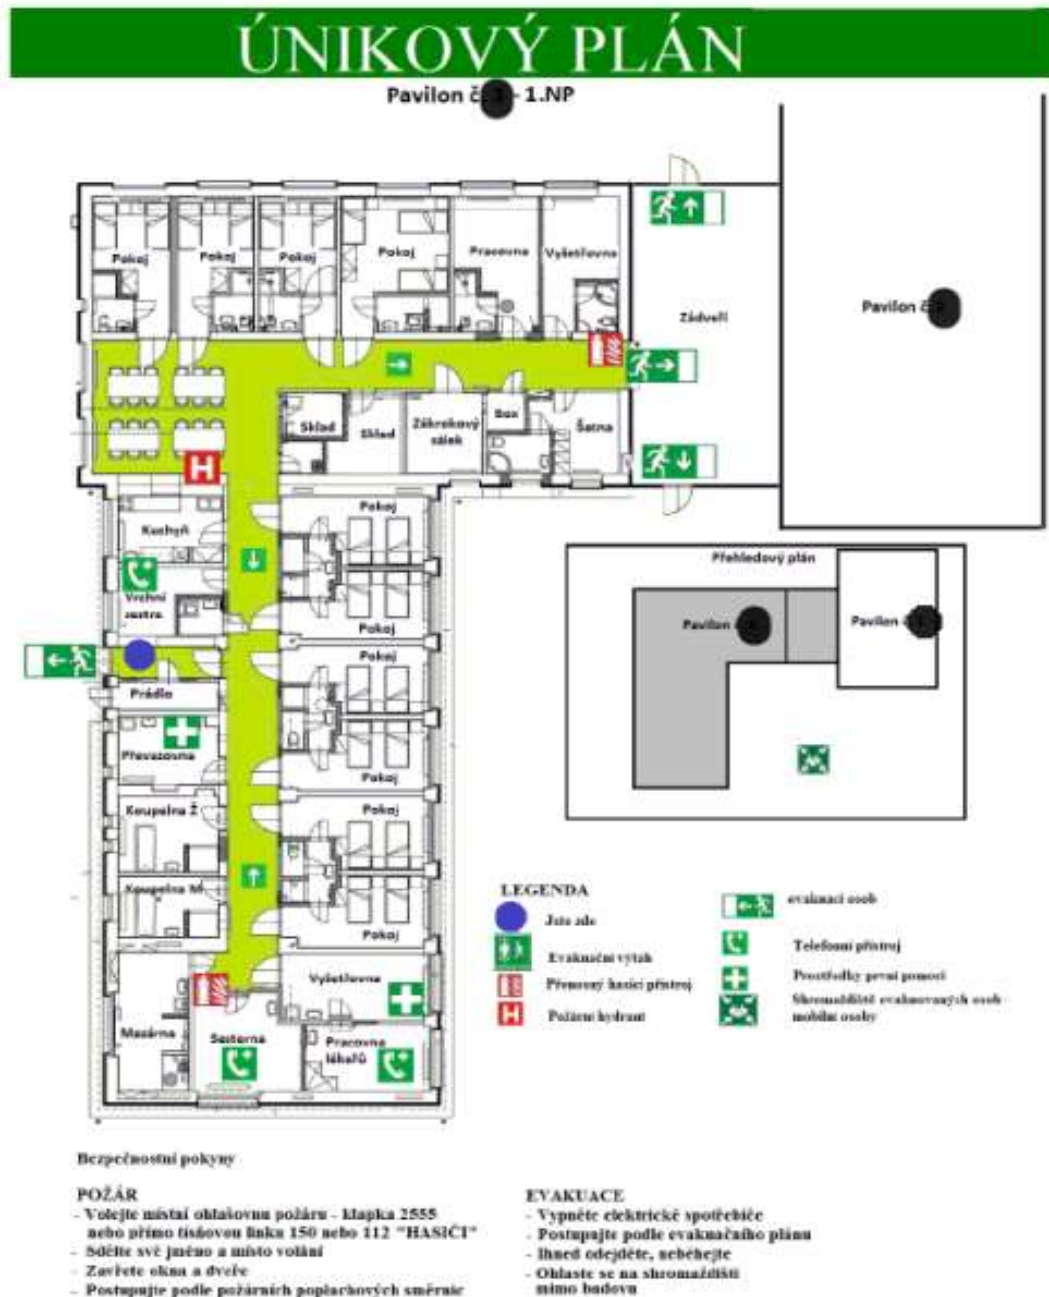 ÚNIKOVÝ PLÁN
Pavilon č. - 1.NP
Pokoj
Pokoj
Pokoj
Pokoj
Pracovna
Vyšetřovna
Zádveří
Pavilon č.
Sklad
Sklad
Zákrokový
sálek
Box
Šatna
H
Kuchyň
Pokoj
Vrchní
sestra
Pokoj
Pokoj
Prádlo
Převazovna
Pokoj
Koupelna Ž
Pokoj
Koupelna M
Pokoj
Vyšetřovna
Mazárna
Sesterna
Pracovna
lékařů
Přehledový plán
Pavilon
Pavilon
LEGENDA
Jste zde
Evakuační výtah
Přenosný hasící přístroj
H
Požární hydrant
evakuaci osob
Telefonní přístroj
Prostředky první pomoci
Shromaždiště evakuovaných osob
mobilní osoby
Bezpečnostní pokyny
POŽÁR
- Volejte místní ohlašovnu požáru - klapka 2555
nebo přímo tísňovou linku 150 nebo 112 "HASIČI"
- Sdělte své jméno a místo volání
- Zavřete okna a dveře
- Postupujte podle požárních poplachových směrnic
EVAKUACE
- Vypněte elektrické spotřebiče
- Postupujte podle evakuačního plánu
- Ihned odejděte, neběhejte
- Ohlaste se na shromaždišti
mimo budovu